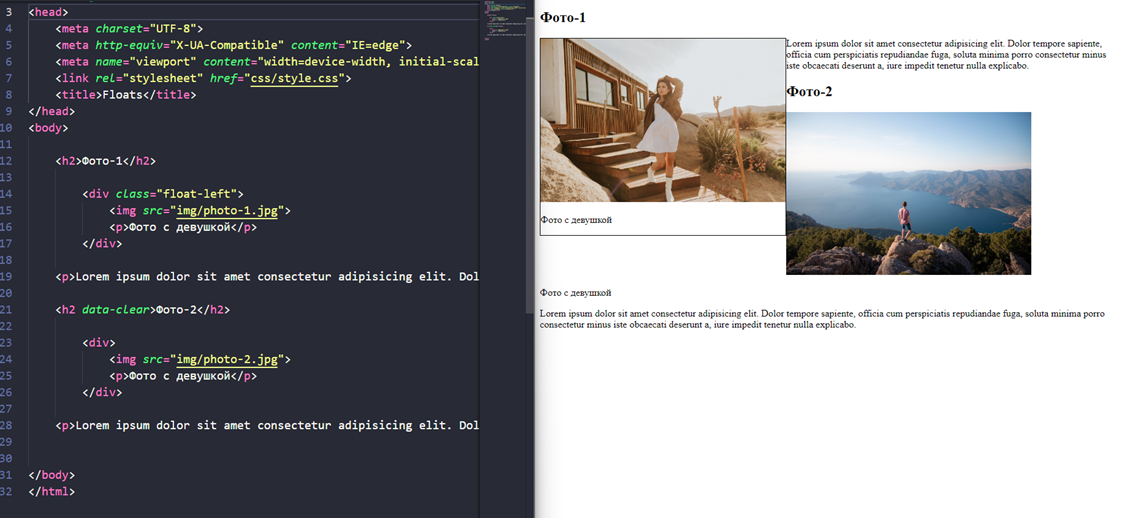 3 <head>
4 <meta charset="UTF-8">
5 <meta http-equiv="X-UA-Compatible" content="IE=edge">
6 <meta name="viewport" content="width=device-width, initial-scal
7 <link rel="stylesheet" href="css/style.css">
8 <title>Floats</title>
9 </head>
10 <body>
11
12 <h2>Фото-1</h2>
13
14 <div class="float-left">
15 <img src="img/photo-1.jpg">
16 <p>Фото с девушкой</p>
17 </div>
18
19 <p>Lorem ipsum dolor sit amet consectetur adipisicing elit. Dol
20
21 <h2 data-clear>Фото-2</h2>
22
23 <div>
24 <img src="img/photo-2.jpg">
25 <p>Фото с девушкой</p>
26 </div>
27
28 <p>Lorem ipsum dolor sit amet consectetur adipisicing elit. Dol
29
30
31 </body>
32 </html>
Фото-1
Lorem ipsum dolor sit amet consectetur adipisicing elit. Dolor tempore sapiente,
officia cum perspiciatis repudiandae fuga, soluta minima porro consectetur minus
iste obcaecati deserunt a, iure impedit tenetur nulla explicabo.
Фото-2
Фото с девушкой
Фото с девушкой
Lorem ipsum dolor sit amet consectetur adipisicing elit. Dolor tempore sapiente, officia cum perspiciatis repudiandae fuga, soluta minima porro
consectetur minus iste obcaecati deserunt a, iure impedit tenetur nulla explicabo.